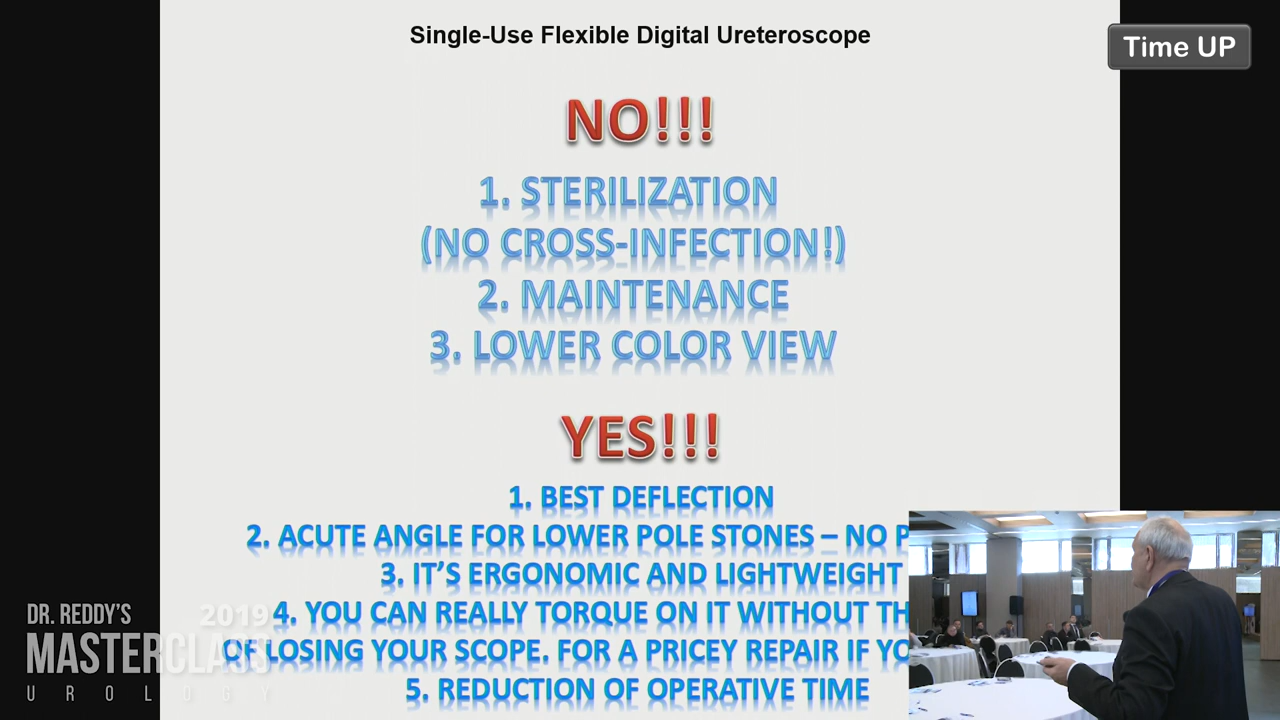 Single-Use Flexible Digital Ureteroscope
Time UP
NO!!!
1. STERILIZATION
(NO CROSS-INFECTION!)
2. MAINTENANCE
3. LOWER COLOR VIEW
YES!!!
1. BEST DEFLECTION
2. ACUTE ANGLE FOR LOWER POLE STONES – NO
3. IT’S ERGONOMIC AND LIGHTWEIGHT
4. YOU CAN REALLY TORQUE ON IT WITHOUT
OF LOSING YOUR SCOPE. FOR A PRICEY REPAIR IF
5. REDUCTION OF OPERATIVE TIME
DR. REDDY’S 2019
MASTERCLASS
UROLOGY